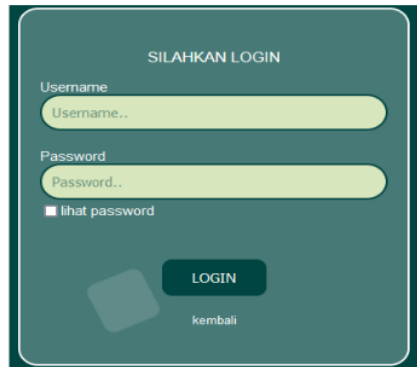 SILAHKAN LOGIN
Username
Username..
Password
Password..
lihat password
LOGIN
kembali